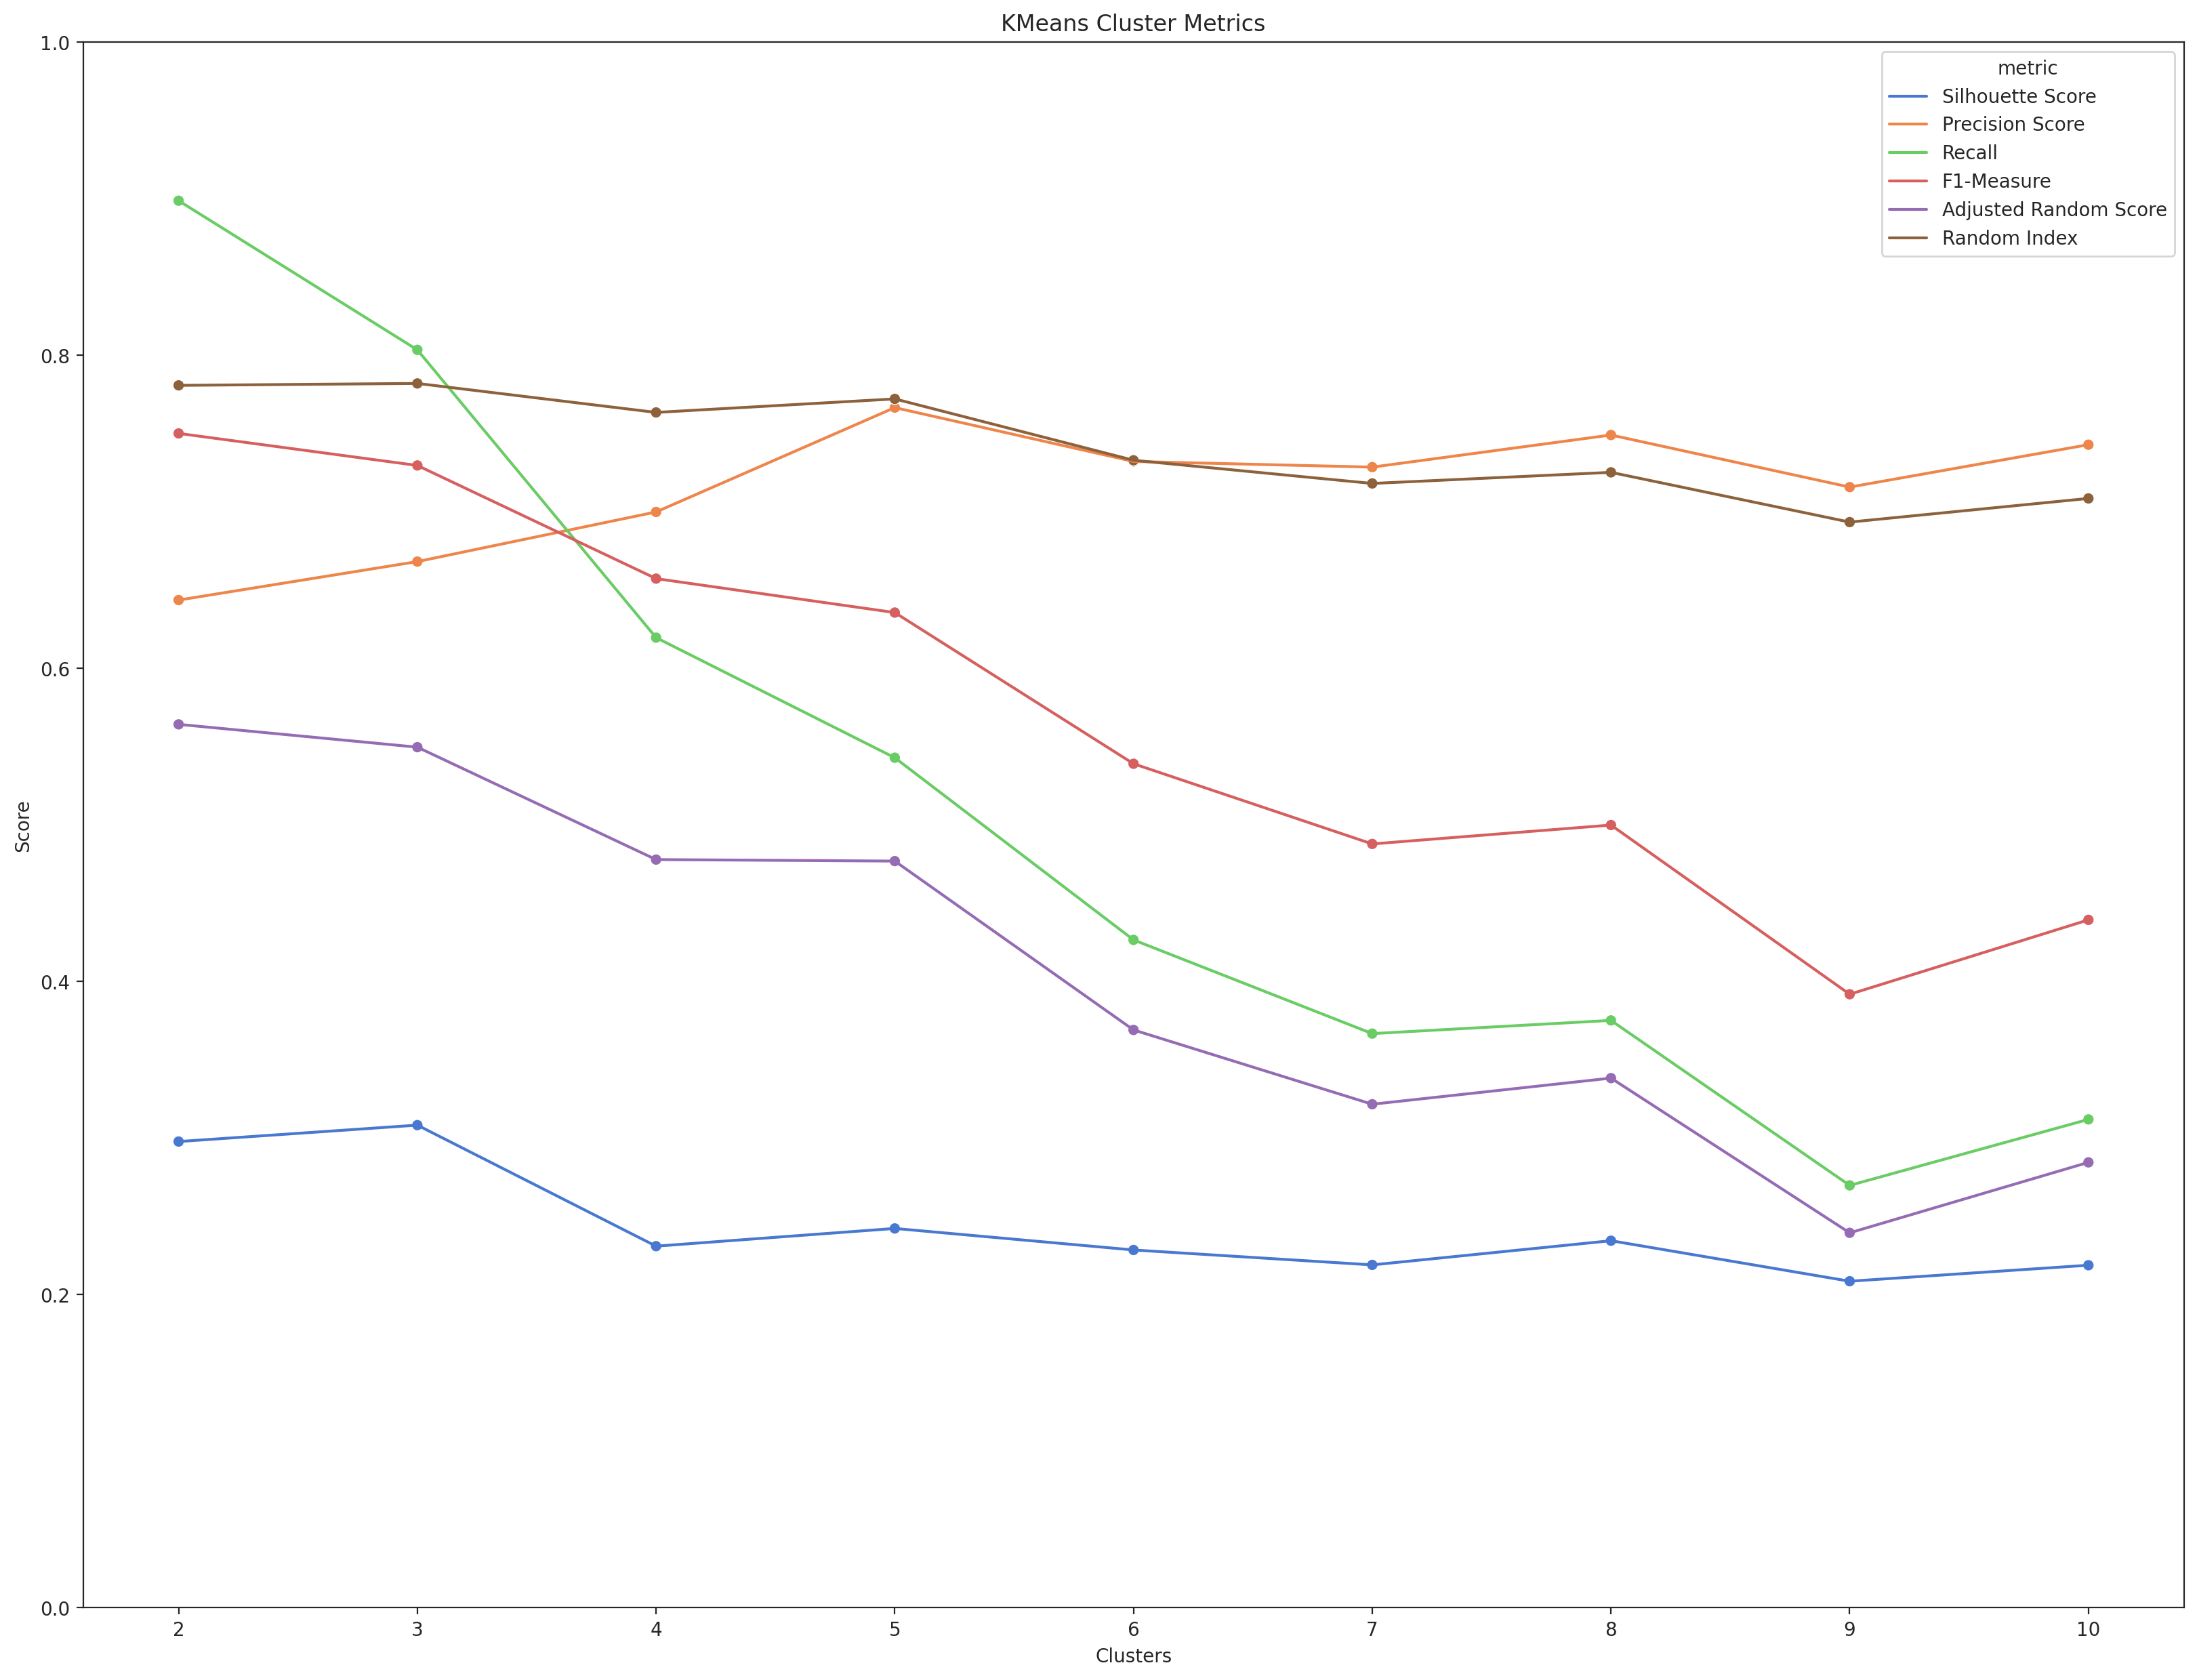 KMeans Cluster Metrics
metric
Silhouette Score
Precision Score
Recall
F1-Measure
Adjusted Random Score
Random Index
Score
1.0
0.8
0.6
0.4
0.2
0.0
2 3 4 5 6 7 8 9 10
Clusters